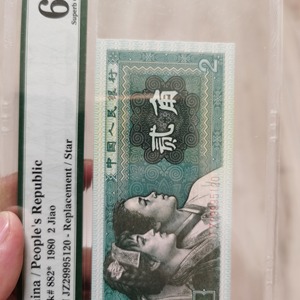 6
Superb
ina / People's Republic
k# 882* 1980 2 Jiao
JZ29995120 - Replacement / Star
中国人民银行
2
贰角